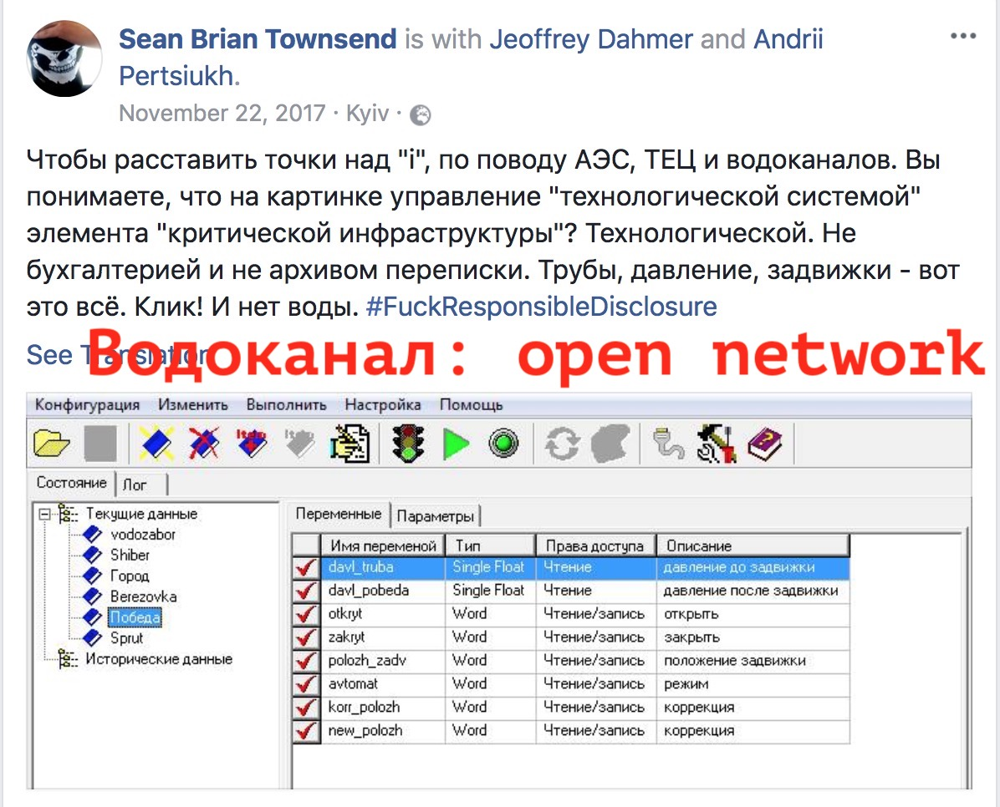 Sean Brian Townsend is with Jeoffrey Dahmer and Andrii
Pertsiukh.
November 22, 2017 · Kyiv ·
Чтобы расставить точки над "i", по поводу АЭС, ТЕЦ и водоканалов. Вы
понимаете, что на картинке управление "технологической системой"
элемента "критической инфраструктуры"? Технологической. Не
бухгалтерией и не архивом переписки. Трубы, давление, задвижки - вот
это всё. Клик! И нет воды. #FuckResponsibleDisclosure
See Translation
Водоканал: open network
Конфигурация Изменить Выполнить Настройка Помощь
Item Item
Состояние Лог
Текущие данные
vodozabor
Shiber
Город
Berezovka
Победа
Sprut
Исторические данные
Переменные Параметры
Имя переменой Тип Права доступа Описание
davl_truba Single Float Чтение давление до задвижки
davl_pobeda Single Float Чтение давление после задвижки
otkryt Word Чтение/запись открыть
zakryt Word Чтение/запись закрыть
polozh_zadv Word Чтение/запись положение задвижки
avtomat Word Чтение/запись режим
korr_polozh Word Чтение/запись коррекция
new_polozh Word Чтение/запись коррекция